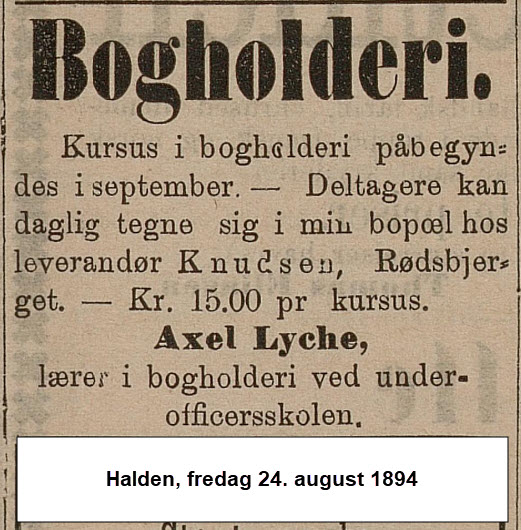 Bogholderi.
Kursus i bogholderi påbegyn=
des i september. — Deltagere kan
daglig tegne sig i min bopæl hos
leverandør Knudsen, Rødsbjer=
get. — Kr. 15.00 pr kursus.
Axel Lyche,
lærer i bogholderi ved under-
officersskolen.
Halden, fredag 24. august 1894